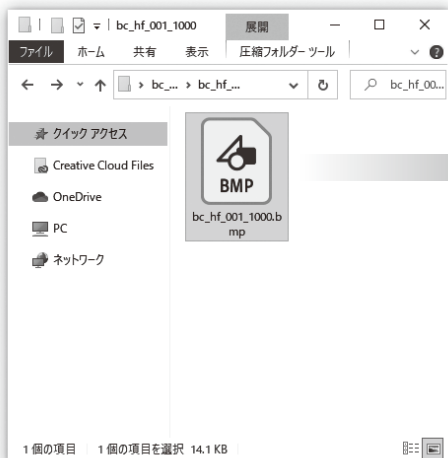 bc_hf_001_1000
展開
ファイル ホーム 共有 表示 圧縮フォルダー ツール
bc_... › bc_hf_...
bc_hf_00...
クイック アクセス
Creative Cloud Files
OneDrive
PC
ネットワーク
BMP
bc_hf_001_1000.b
mp
1 個の項目 1 個の項目を選択 14.1 KB